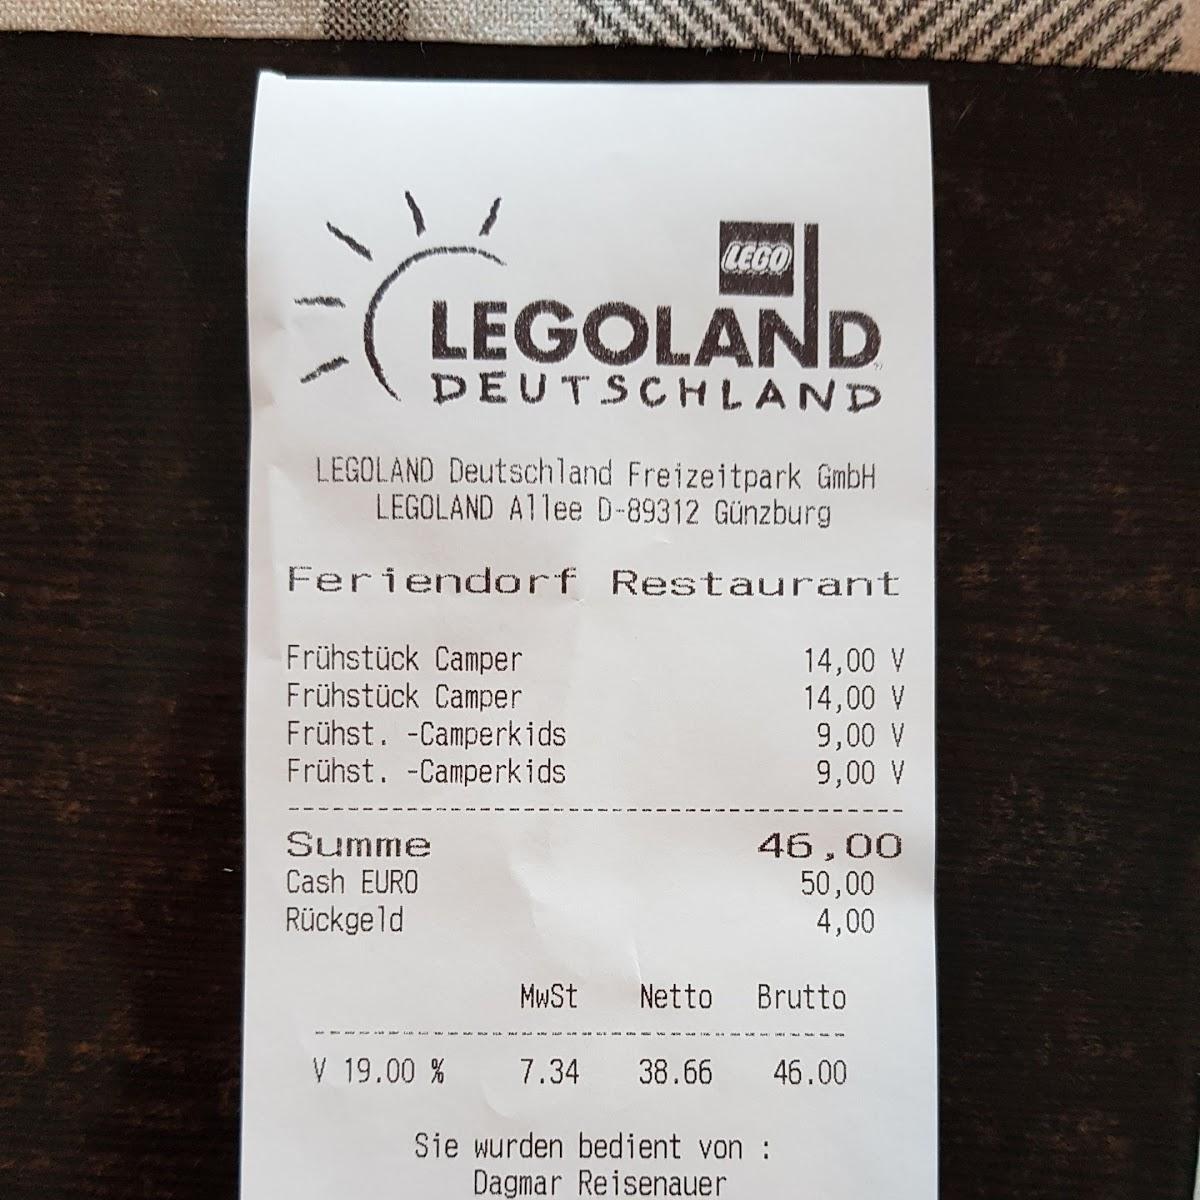 LEGO
LEGOLAND
DEUTSCHLAND
LEGOLAND Deutschland Freizeitpark GmbH
LEGOLAND Allee D-89312 Günzburg
Feriendorf Restaurant
Frühstück Camper 14,00 V
Frühstück Camper 14,00 V
Frühst. -Camperkids 9,00 V
Frühst. -Camperkids 9,00 V
Summe 46,00
Cash EURO 50,00
Rückgeld 4,00
MwSt Netto Brutto
V 19.00 % 7.34 38.66 46.00
Sie wurden bedient von :
Dagmar Reisenauer